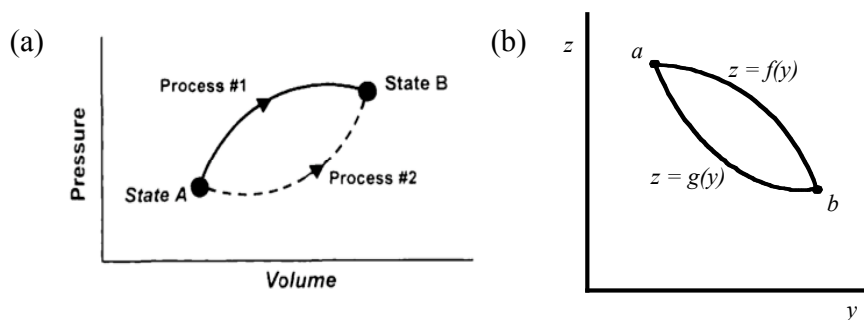 (a)
Pressure
Process #1
State B
State A
Process #2
Volume
(b)
z
a
z = f(y)
z = g(y)
b
y